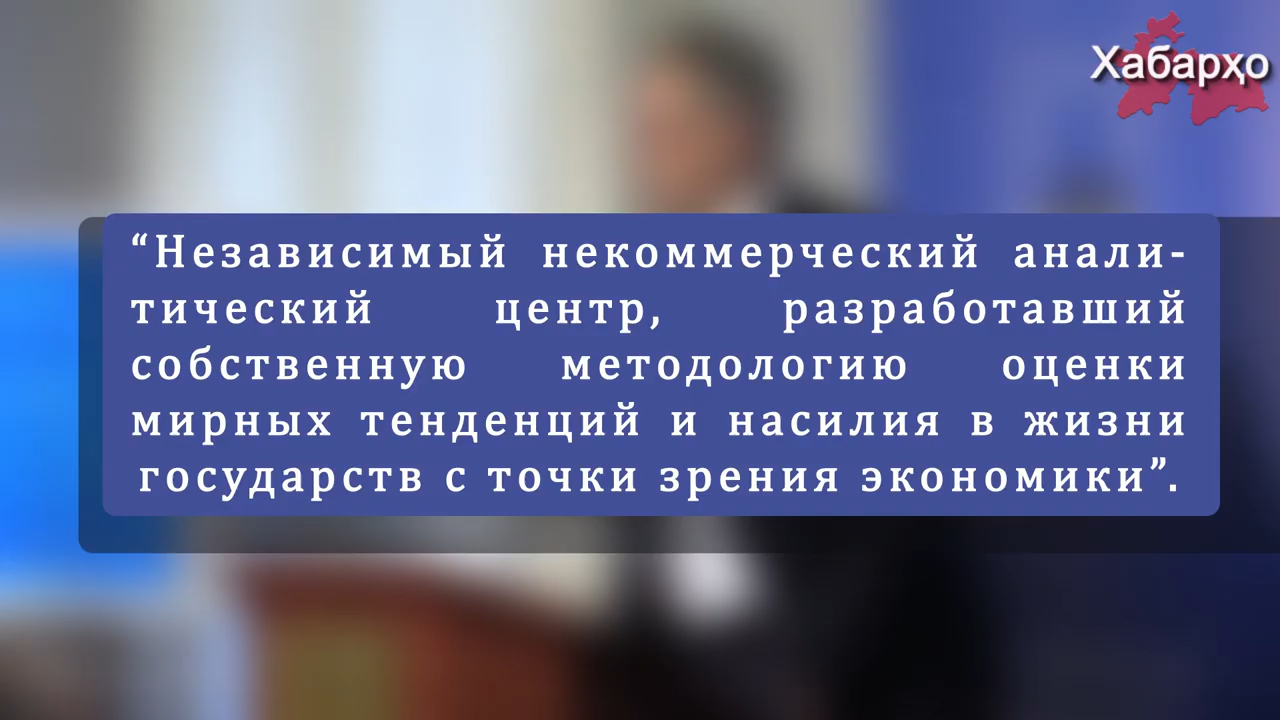 Хабарҳо
“Независимый некоммерческий анали-
тический центр, разработавший
собственную методологию оценки
мирных тенденций и насилия в жизни
государств с точки зрения экономики”.